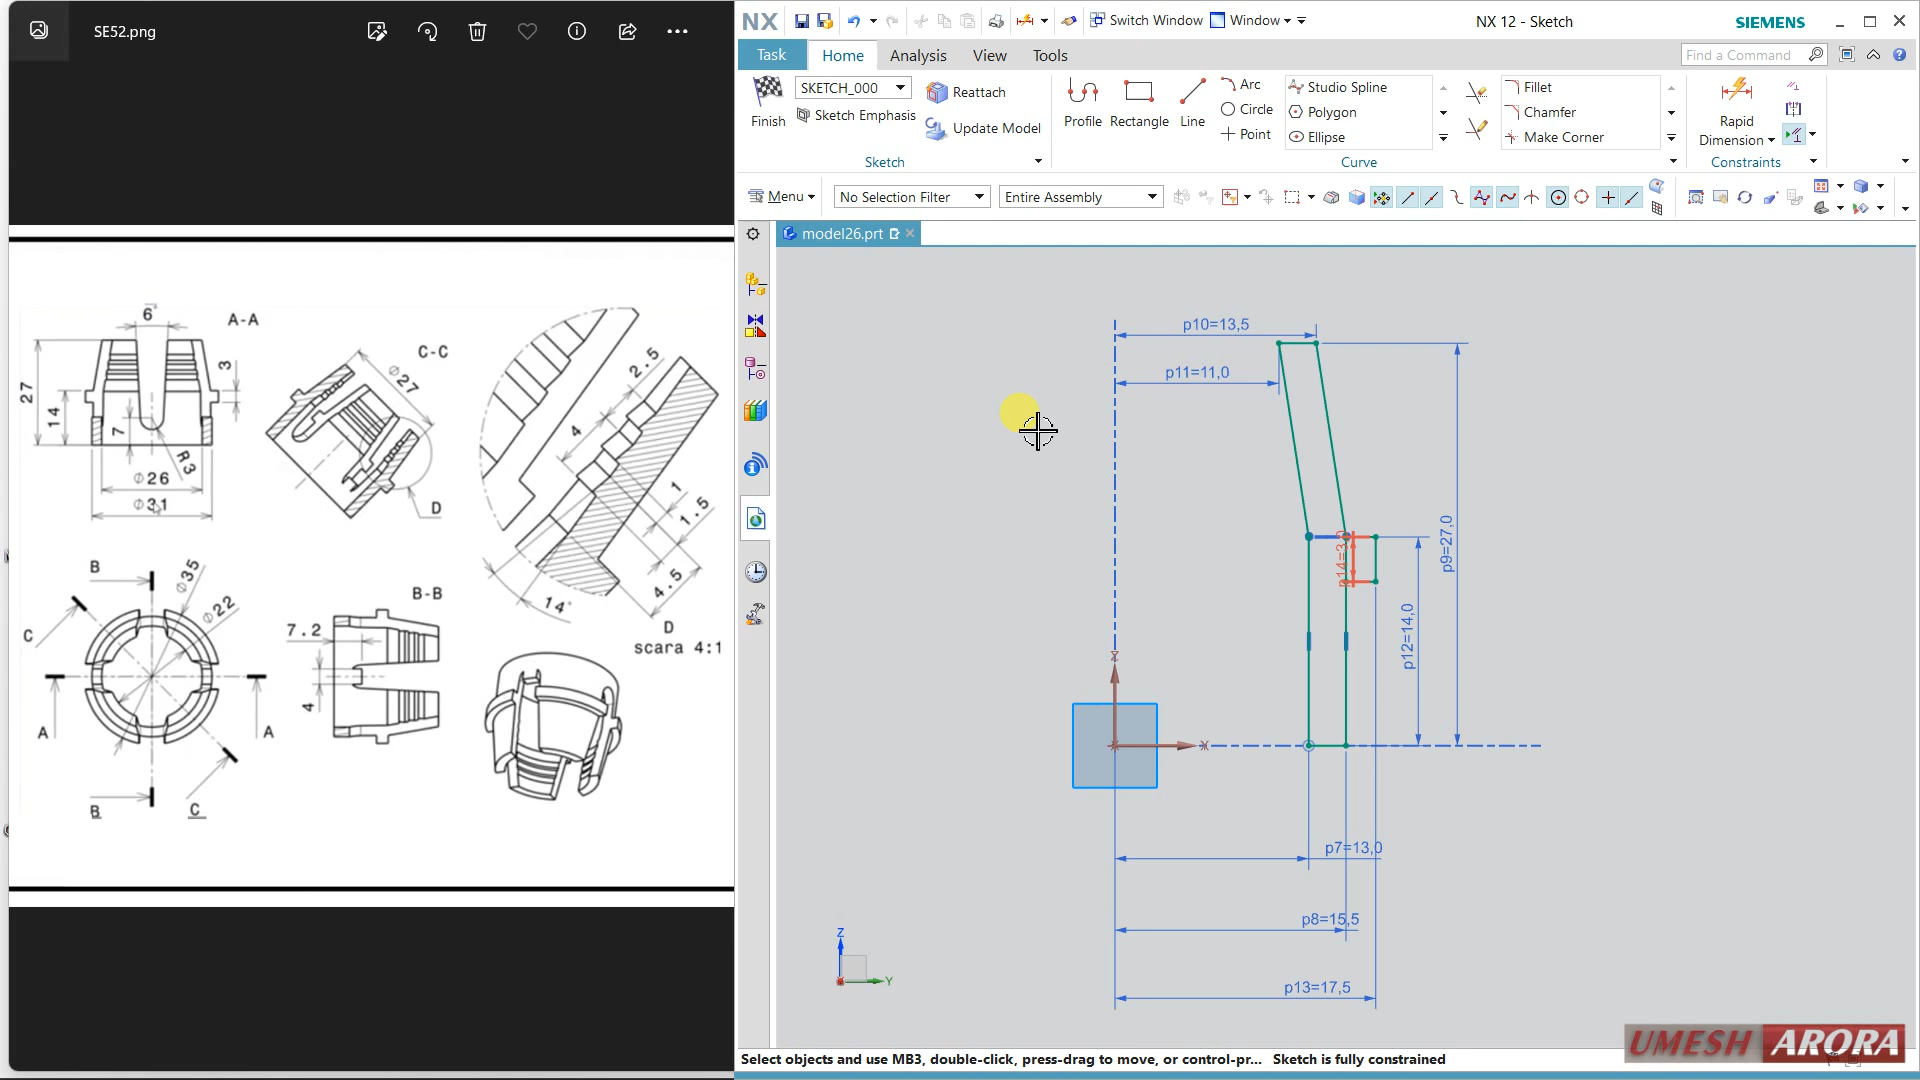 SE52.png
6
A-A
C-C
27
14
7
3
R3
∅26
∅31
∅27
D
2.5
4
1
1.5
4.5
14°
D
scara 4:1
B
∅35
∅22
B-B
C
7.2
4
A
A
B
C
NX
Switch Window
Window
NX 12 - Sketch
SIEMENS
Task
Home
Analysis
View
Tools
Find a Command
Finish
SKETCH_000
Sketch Emphasis
Reattach
Update Model
Sketch
Profile
Rectangle
Line
Arc
Circle
Point
Studio Spline
Polygon
Ellipse
Curve
Fillet
Chamfer
Make Corner
Rapid
Dimension
Constraints
Menu
No Selection Filter
Entire Assembly
model26.prt
p10=13,5
p11=11,0
p9=27,0
p12=14,0
p7=13,0
p8=15,5
p13=17,5
X
Z
Y
Select objects and use MB3, double-click, press-drag to move, or control-pr... Sketch is fully constrained
UMESH ARORA